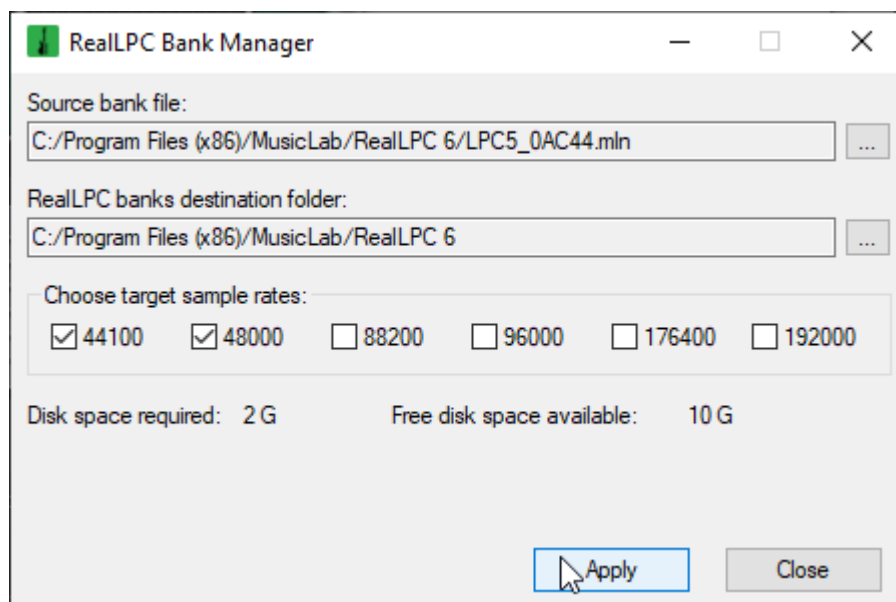 RealLPC Bank Manager
Source bank file:
C:/Program Files (x86)/MusicLab/RealLPC 6/LPC5_0AC44.mln
...
RealLPC banks destination folder:
C:/Program Files (x86)/MusicLab/RealLPC 6
...
Choose target sample rates:
44100 48000 88200 96000 176400 192000
Disk space required: 2 G Free disk space available: 10 G
Apply Close